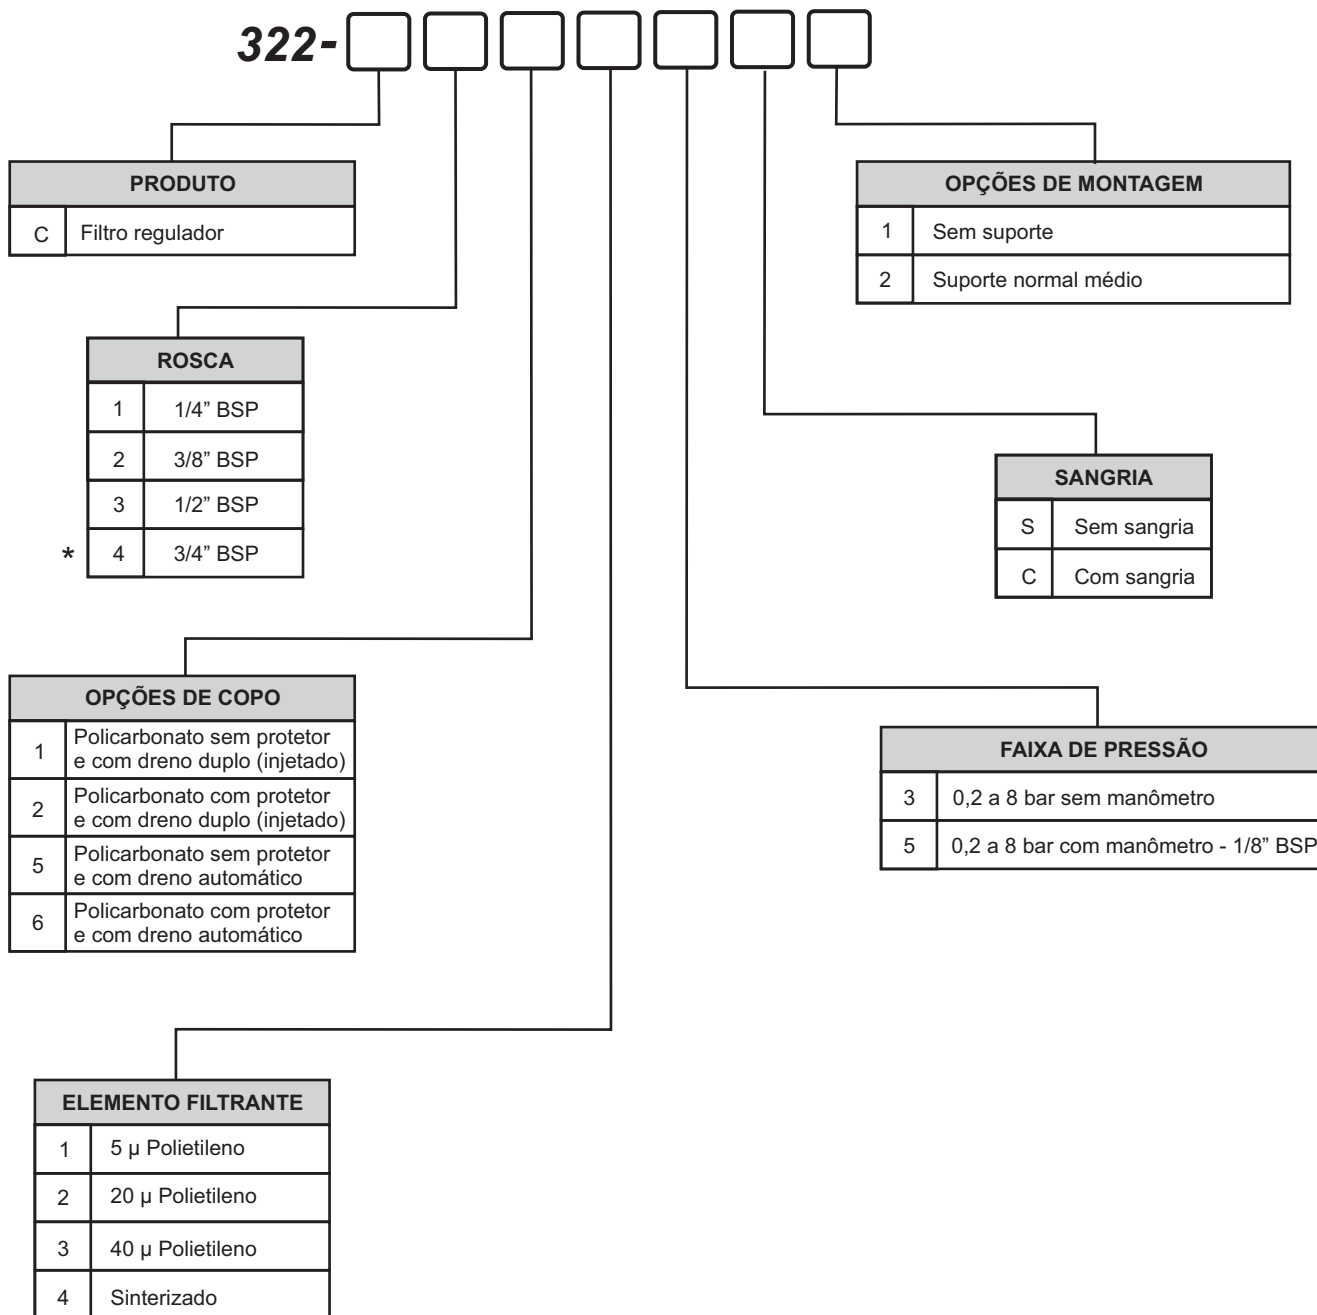 322-
PRODUTO
C Filtro regulador
OPÇÕES DE MONTAGEM
1 Sem suporte
2 Suporte normal médio
ROSCA
1 1/4” BSP
2 3/8” BSP
3 1/2” BSP
* 4 3/4” BSP
SANGRIA
S Sem sangria
C Com sangria
OPÇÕES DE COPO
1 Policarbonato sem protetor
e com dreno duplo (injetado)
2 Policarbonato com protetor
e com dreno duplo (injetado)
5 Policarbonato sem protetor
e com dreno automático
6 Policarbonato com protetor
e com dreno automático
FAIXA DE PRESSÃO
3 0,2 a 8 bar sem manômetro
5 0,2 a 8 bar com manômetro - 1/8” BSP
ELEMENTO FILTRANTE
1 5 µ Polietileno
2 20 µ Polietileno
3 40 µ Polietileno
4 Sinterizado